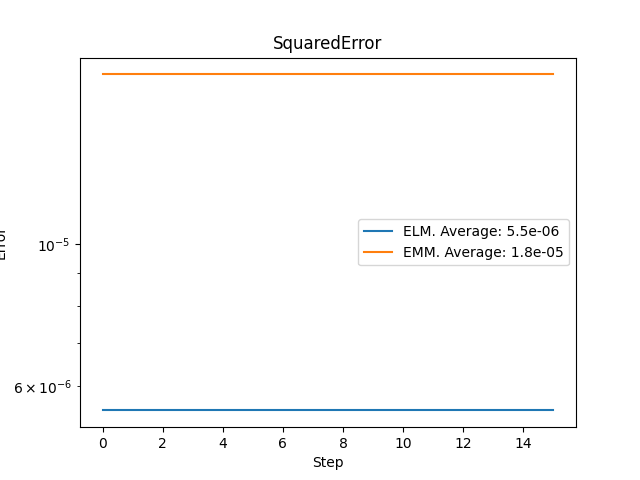 SquaredError
Error
10⁻⁵
6 × 10⁻⁶
ELM. Average: 5.5e-06
EMM. Average: 1.8e-05
0 2 4 6 8 10 12 14
Step